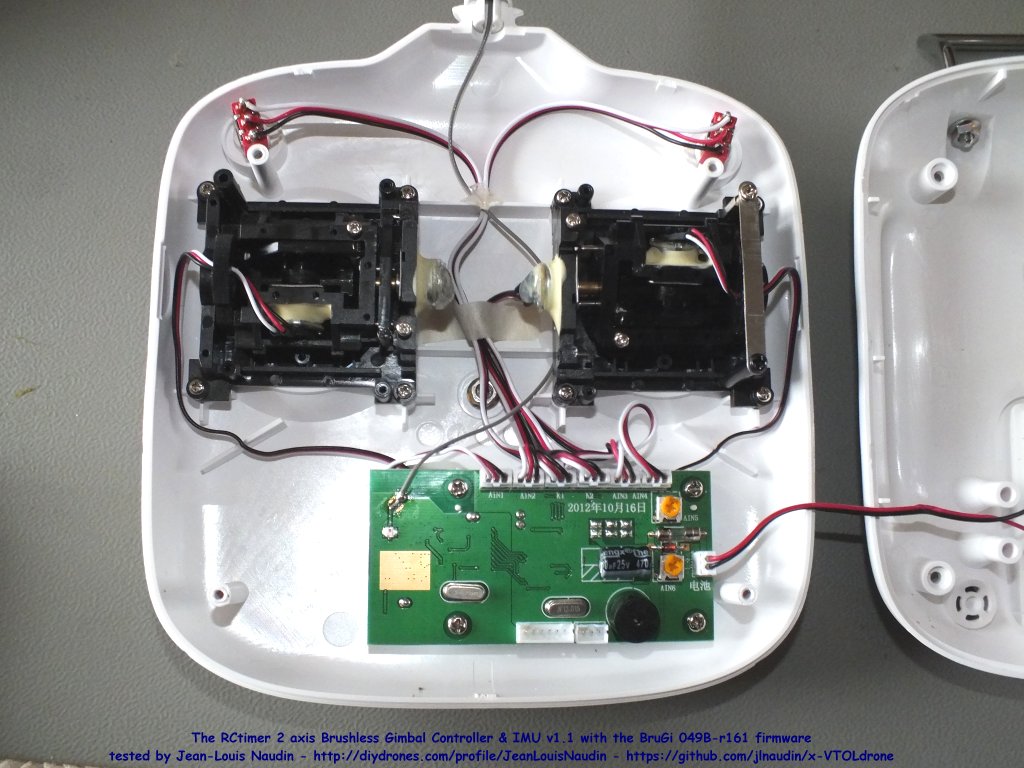 AIN1 AIN2 K1 K2 AIN3 AIN4
2012年10月16日
AIN5
25v 470
AIN6
电池
The RCtimer 2 axis Brushless Gimbal Controller & IMU v1.1 with the BruGi 049B-r161 firmware
tested by Jean-Louis Naudin - http://diydrones.com/profile/JeanLouisNaudin - https://github.com/jlnaudin/x-VTOLdrone